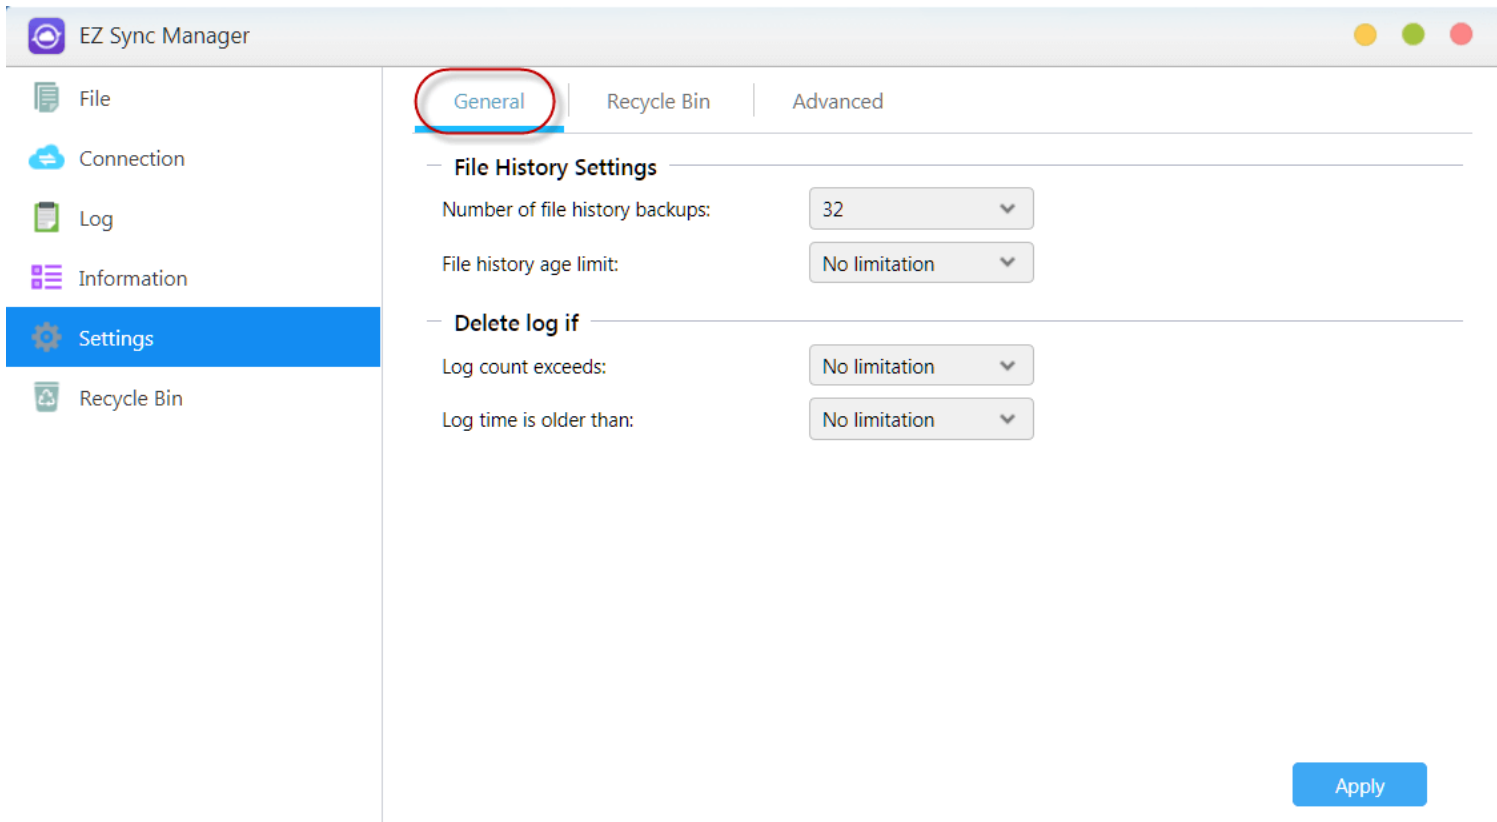 EZ Sync Manager
File
Connection
Log
Information
Settings
Recycle Bin
General
Recycle Bin
Advanced
File History Settings
Number of file history backups: 32
File history age limit: No limitation
Delete log if
Log count exceeds: No limitation
Log time is older than: No limitation
Apply